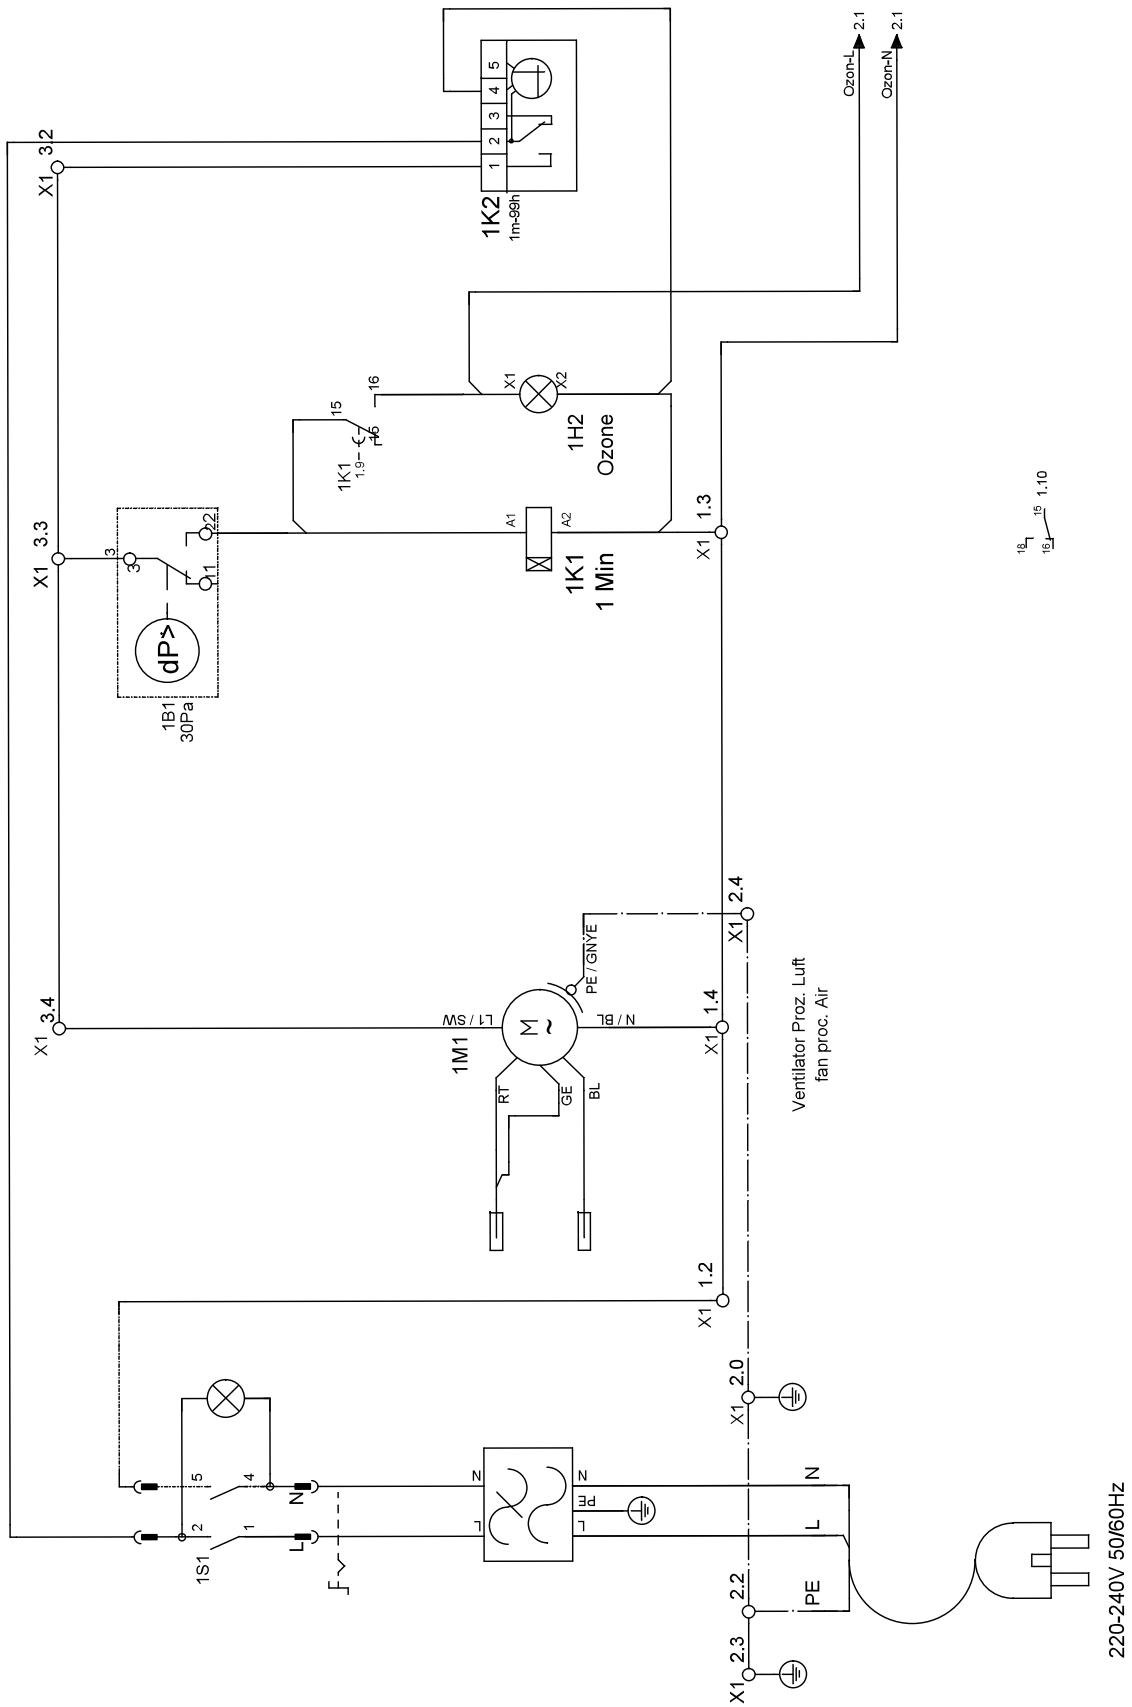 220-240V 50/60Hz
X1 2.3
2.2
PE
L
N
L
PE
N
L
N
L
N
1S1
1
2
4
5
X1 2.0
X1 1.2
1M1
M
~
L1 / SW
N / BL
PE / GNYE
RT
GE
BL
X1 3.4
X1 1.4
X1 2.4
Ventilator Proz. Luft
fan proc. Air
1B1
30Pa
dP>
3
3
11
22
X1 3.3
1K1
1 Min
A1
A2
X1 1.3
1K1
1.9
15
15
16
1H2
Ozone
X1
X2
X1 3.2
1K2
1m-99h
1 2 3 4 5
Ozon-L 2.1
Ozon-N 2.1
18
16
15 1.10